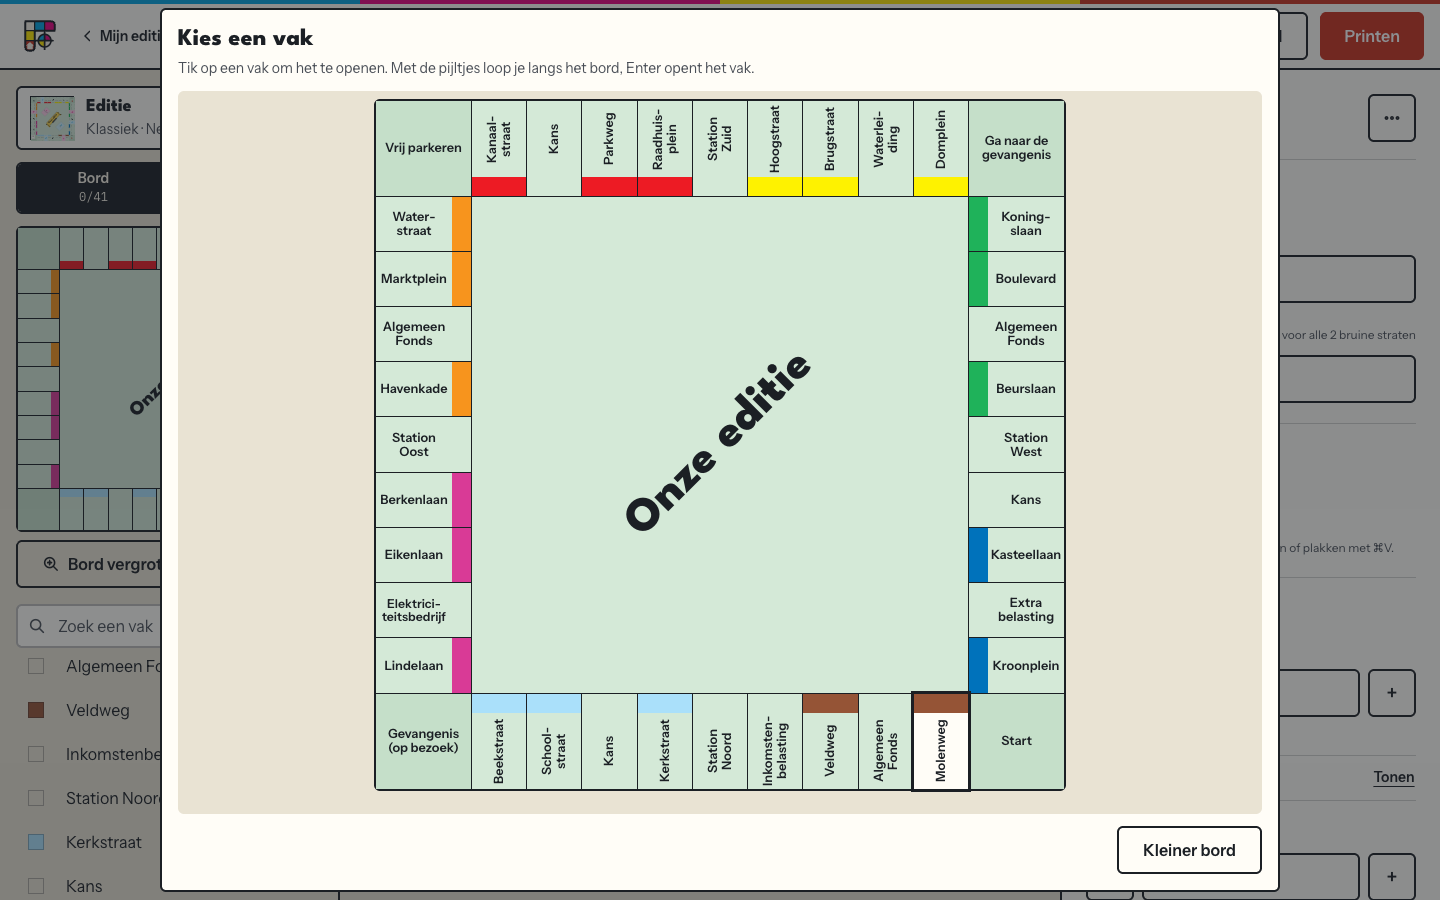 Kies een vak
Tik op een vak om het te openen. Met de pijltjes loop je langs het bord, Enter opent het vak.
Mijn editi
Printen
Editie
Klassiek · Ne
Bord
0/41
Onze
Bord vergrot
Zoek een vak
Algemeen Fo
Veldweg
Inkomstenbe
Station Noor
Kerkstraat
Kans
Vrij parkeren
Kanaal-
straat
Kans
Parkweg
Raadhuis-
plein
Station
Zuid
Hoogstraat
Brugstraat
Waterlei-
ding
Domplein
Ga naar de
gevangenis
Water-
straat
Marktplein
Algemeen
Fonds
Havenkade
Station
Oost
Berkenlaan
Eikenlaan
Elektrici-
teitsbedrijf
Lindelaan
Onze editie
Koning-
slaan
Boulevard
Algemeen
Fonds
Beurslaan
Station
West
Kans
Kasteellaan
Extra
belasting
Kroonplein
Gevangenis
(op bezoek)
Beekstraat
School-
straat
Kans
Kerkstraat
Station
Noord
Inkomsten-
belasting
Veldweg
Algemeen
Fonds
Molenweg
Start
Kleiner bord
voor alle 2 bruine straten
n of plakken met ⌘V.
+
Tonen
+